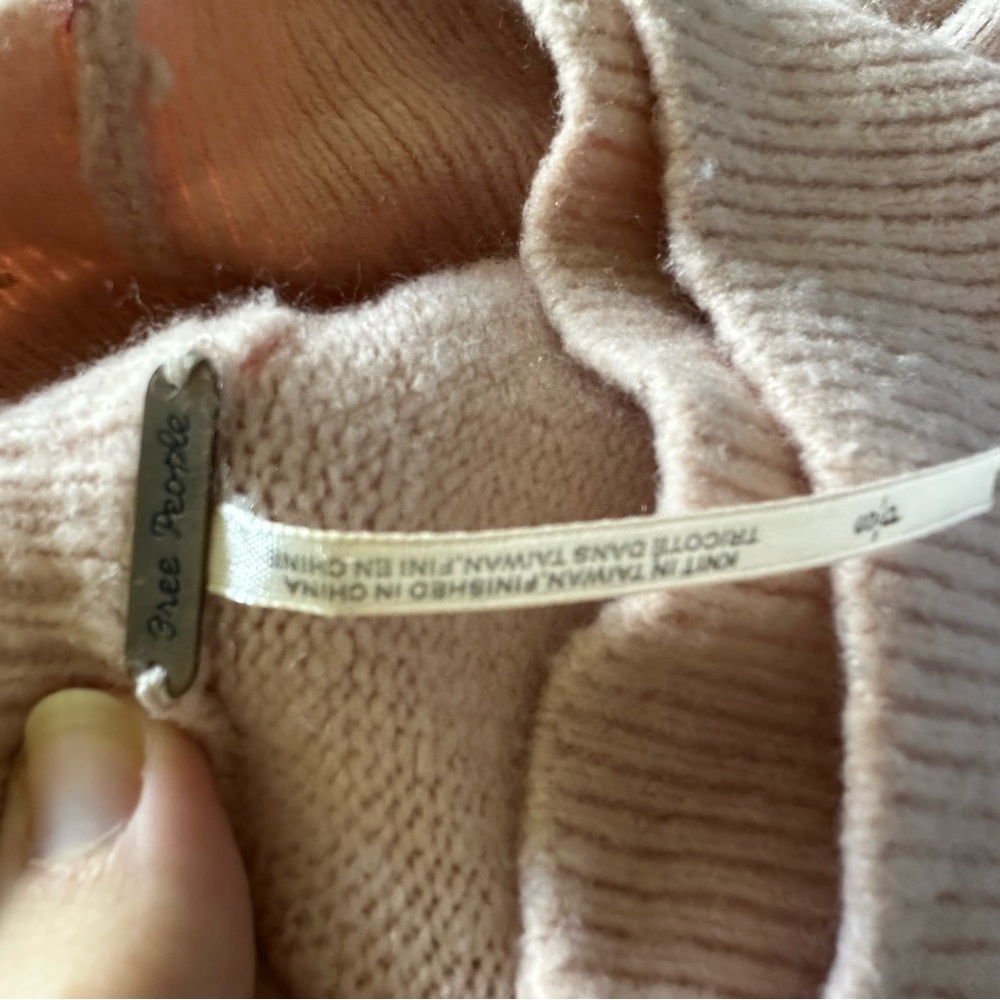 Free People
KNIT IN TAIWAN.FINISHED IN CHINA
TRICOTÉ DANS TAIWAN.FINI EN CHINE